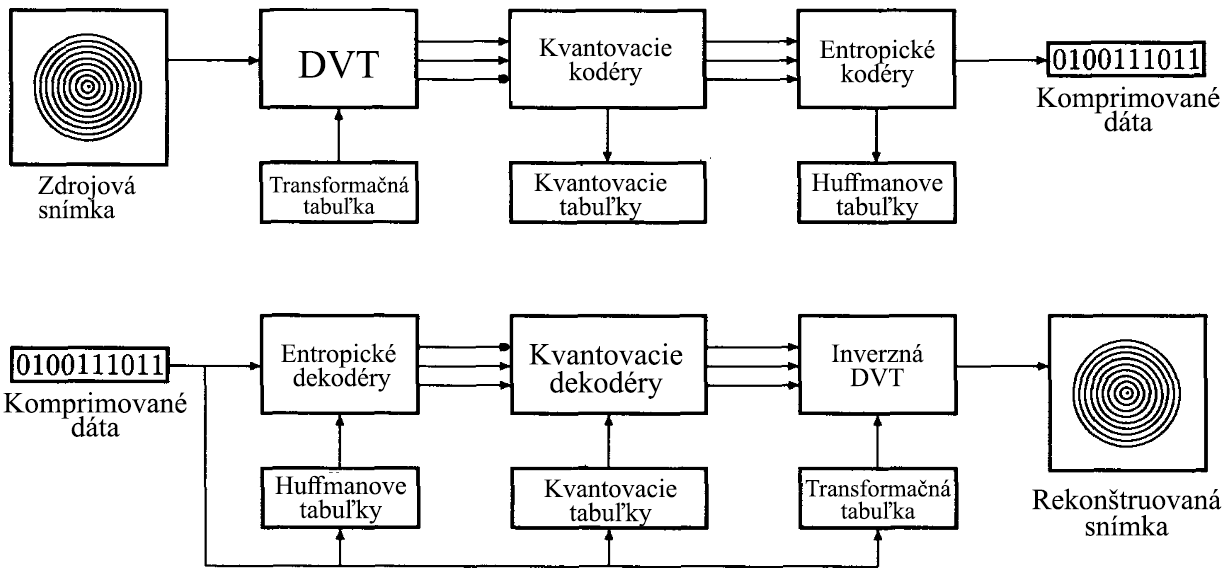 DVT
Kvantovacie
kodéry
Entropické
kodéry
0100111011
Komprimované
dáta
Zdrojová
snímka
Transformačná
tabuľka
Kvantovacie
tabuľky
Huffmanove
tabuľky
0100111011
Komprimované
dáta
Entropické
dekodéry
Kvantovacie
dekodéry
Inverzná
DVT
Huffmanove
tabuľky
Kvantovacie
tabuľky
Transformačná
tabuľka
Rekonštruovaná
snímka